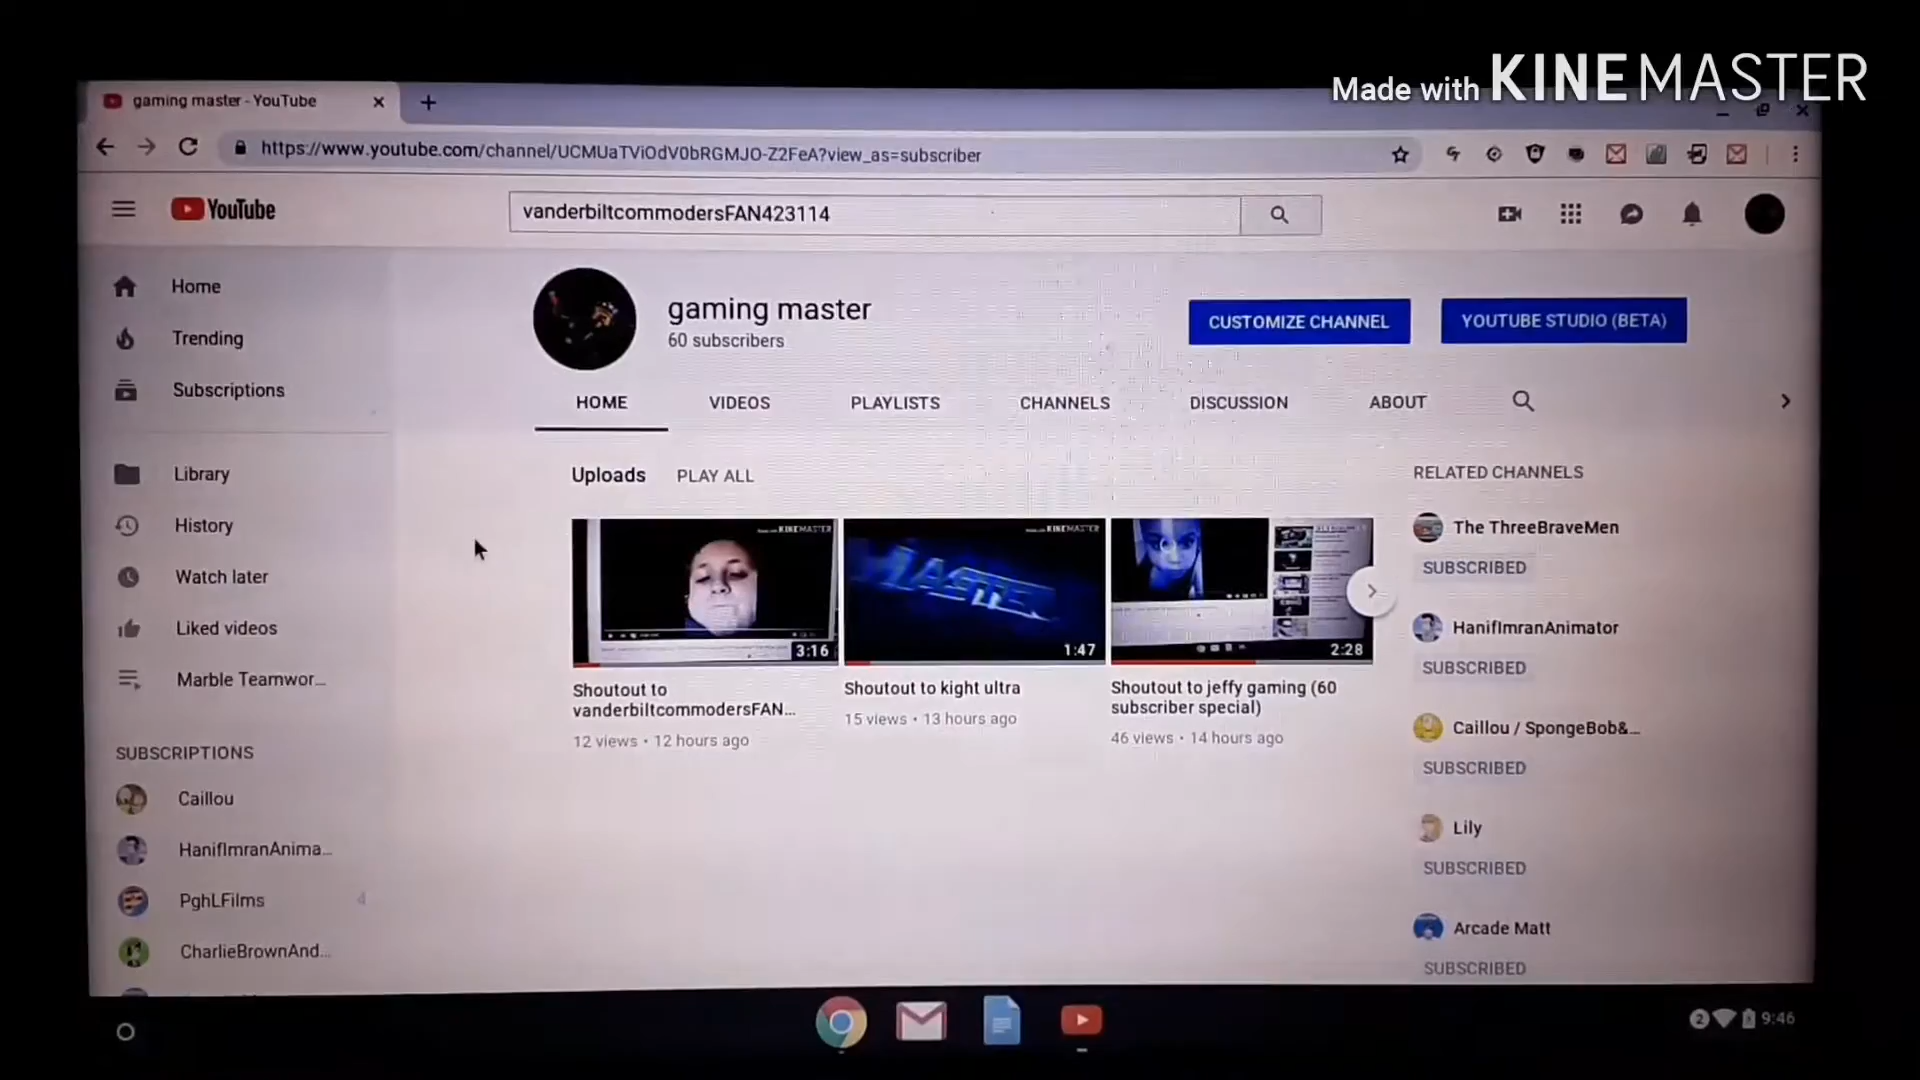 Made with KINEMASTER
gaming master - YouTube
https://www.youtube.com/channel/UCMUaTViOdV0bRGMJO-Z2FeA?view_as=subscriber
YouTube
vanderbiltcommodersFAN423114
Home
Trending
Subscriptions
Library
History
Watch later
Liked videos
Marble Teamwor...
SUBSCRIPTIONS
Caillou
HanifImranAnima...
PghLFilms 4
CharlieBrownAnd...
gaming master
60 subscribers
CUSTOMIZE CHANNEL
YOUTUBE STUDIO (BETA)
HOME VIDEOS PLAYLISTS CHANNELS DISCUSSION ABOUT
Uploads PLAY ALL
KINEMASTER
3:16
Shoutout to
vanderbiltcommodersFAN...
12 views • 12 hours ago
KINEMASTER
MASTER
1:47
Shoutout to kight ultra
15 views • 13 hours ago
2:28
Shoutout to jeffy gaming (60
subscriber special)
46 views • 14 hours ago
RELATED CHANNELS
The ThreeBraveMen
SUBSCRIBED
HanifImranAnimator
SUBSCRIBED
Caillou / SpongeBob&...
SUBSCRIBED
Lily
SUBSCRIBED
Arcade Matt
SUBSCRIBED
2 9:46